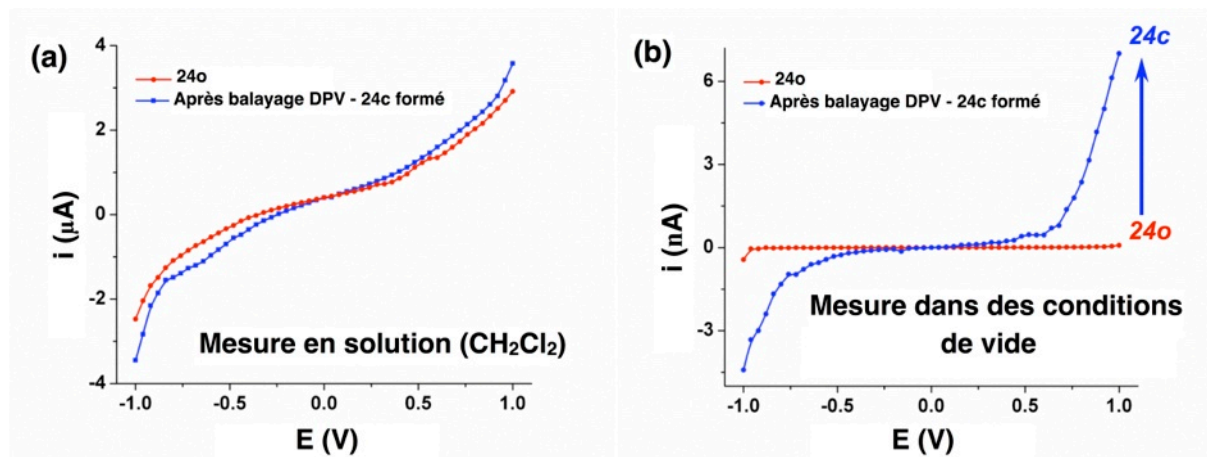 (a)
24o
Après balayage DPV - 24c formé
4
2
0
-2
-4
i (µA)
Mesure en solution (CH₂Cl₂)
-1.0
-0.5
0.0
0.5
1.0
E (V)
(b)
24o
Après balayage DPV - 24c formé
24c
24o
6
3
0
-3
i (nA)
Mesure dans des conditions
de vide
-1.0
-0.5
0.0
0.5
1.0
E (V)